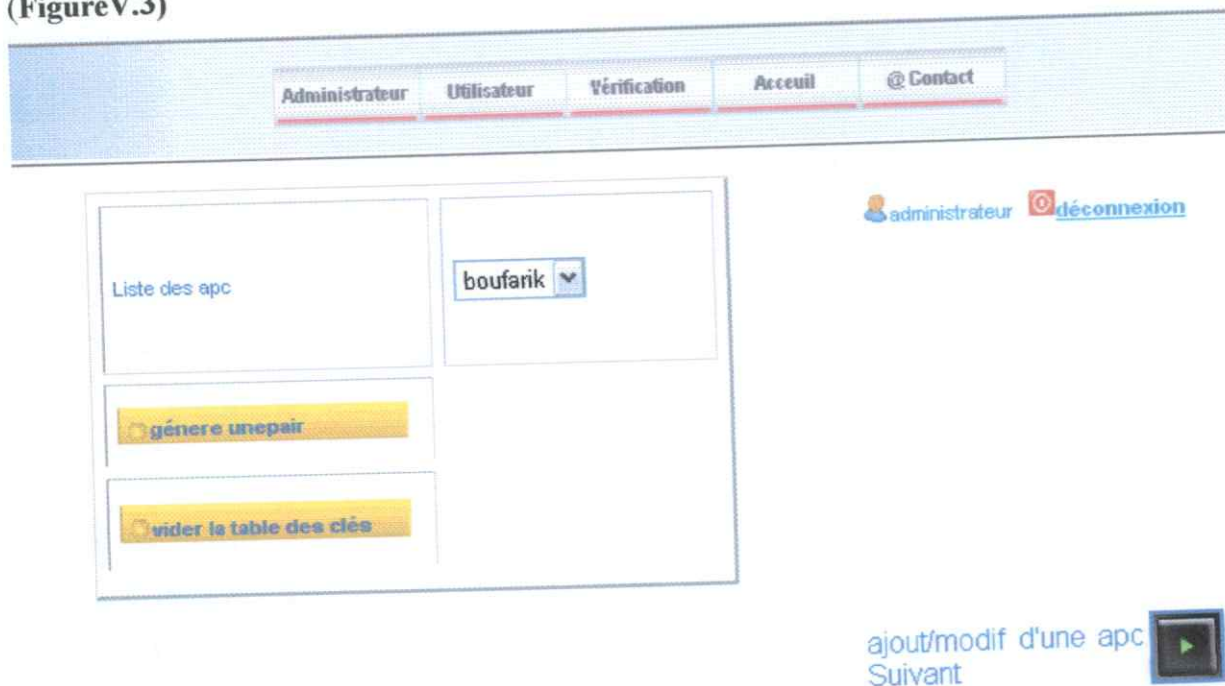 (FigureV.3)
Administrateur Utilisateur Vérification Acceuil @ Contact
administrateur déconnexion
Liste des apc boufarik
génere unepair
vider la table des clés
ajout/modif d'une apc
Suivant